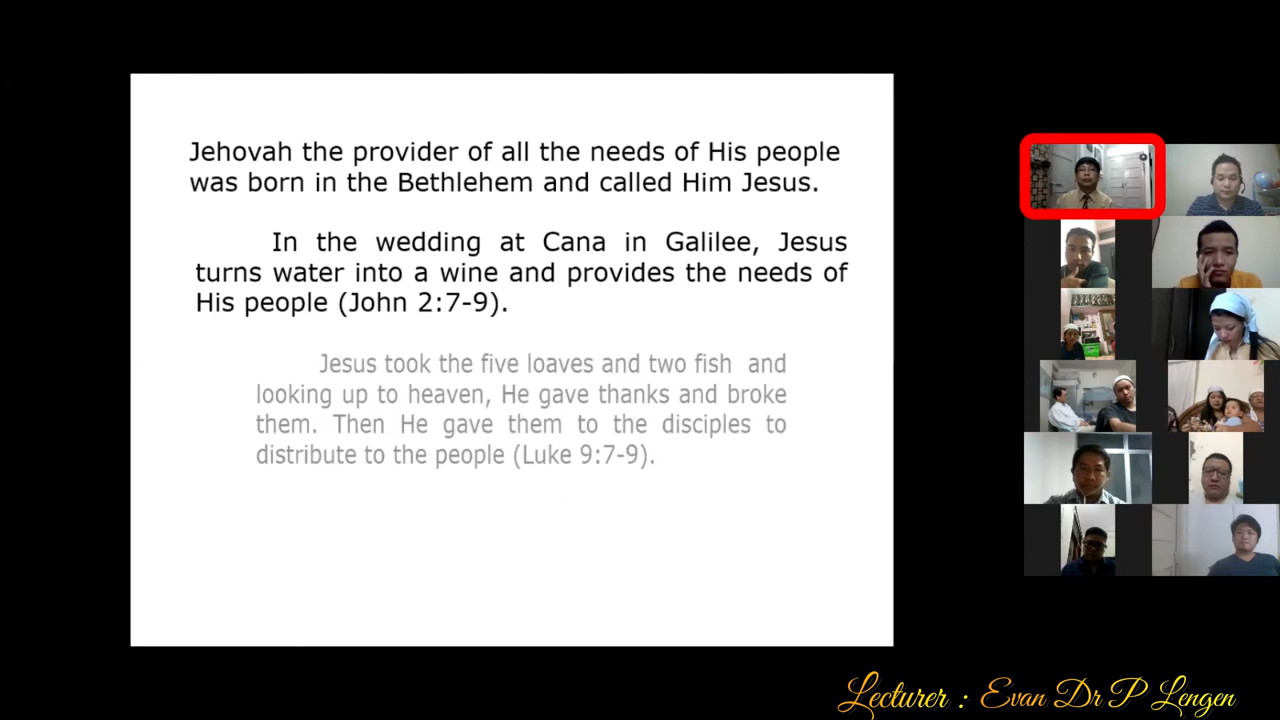 Jehovah the provider of all the needs of His people
was born in the Bethlehem and called Him Jesus.
In the wedding at Cana in Galilee, Jesus
turns water into a wine and provides the needs of
His people (John 2:7-9).
Jesus took the five loaves and two fish and
looking up to heaven, He gave thanks and broke
them. Then He gave them to the disciples to
distribute to the people (Luke 9:7-9).
Lecturer : Evan Dr P Lengen